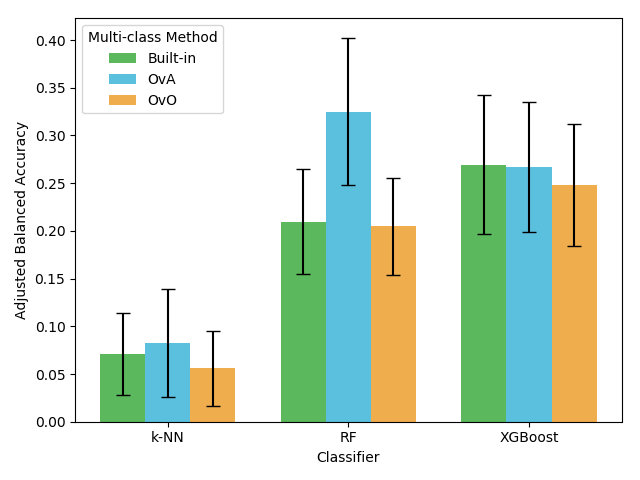 Multi-class Method
Built-in
OvA
OvO
Adjusted Balanced Accuracy
0.40
0.35
0.30
0.25
0.20
0.15
0.10
0.05
0.00
k-NN
RF
XGBoost
Classifier